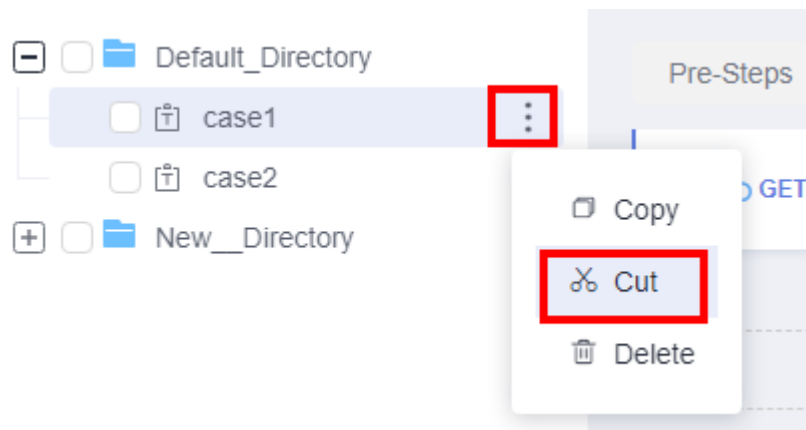 Default_Directory
Pre-Steps
case1
case2
GET
Copy
New__Directory
Cut
Delete